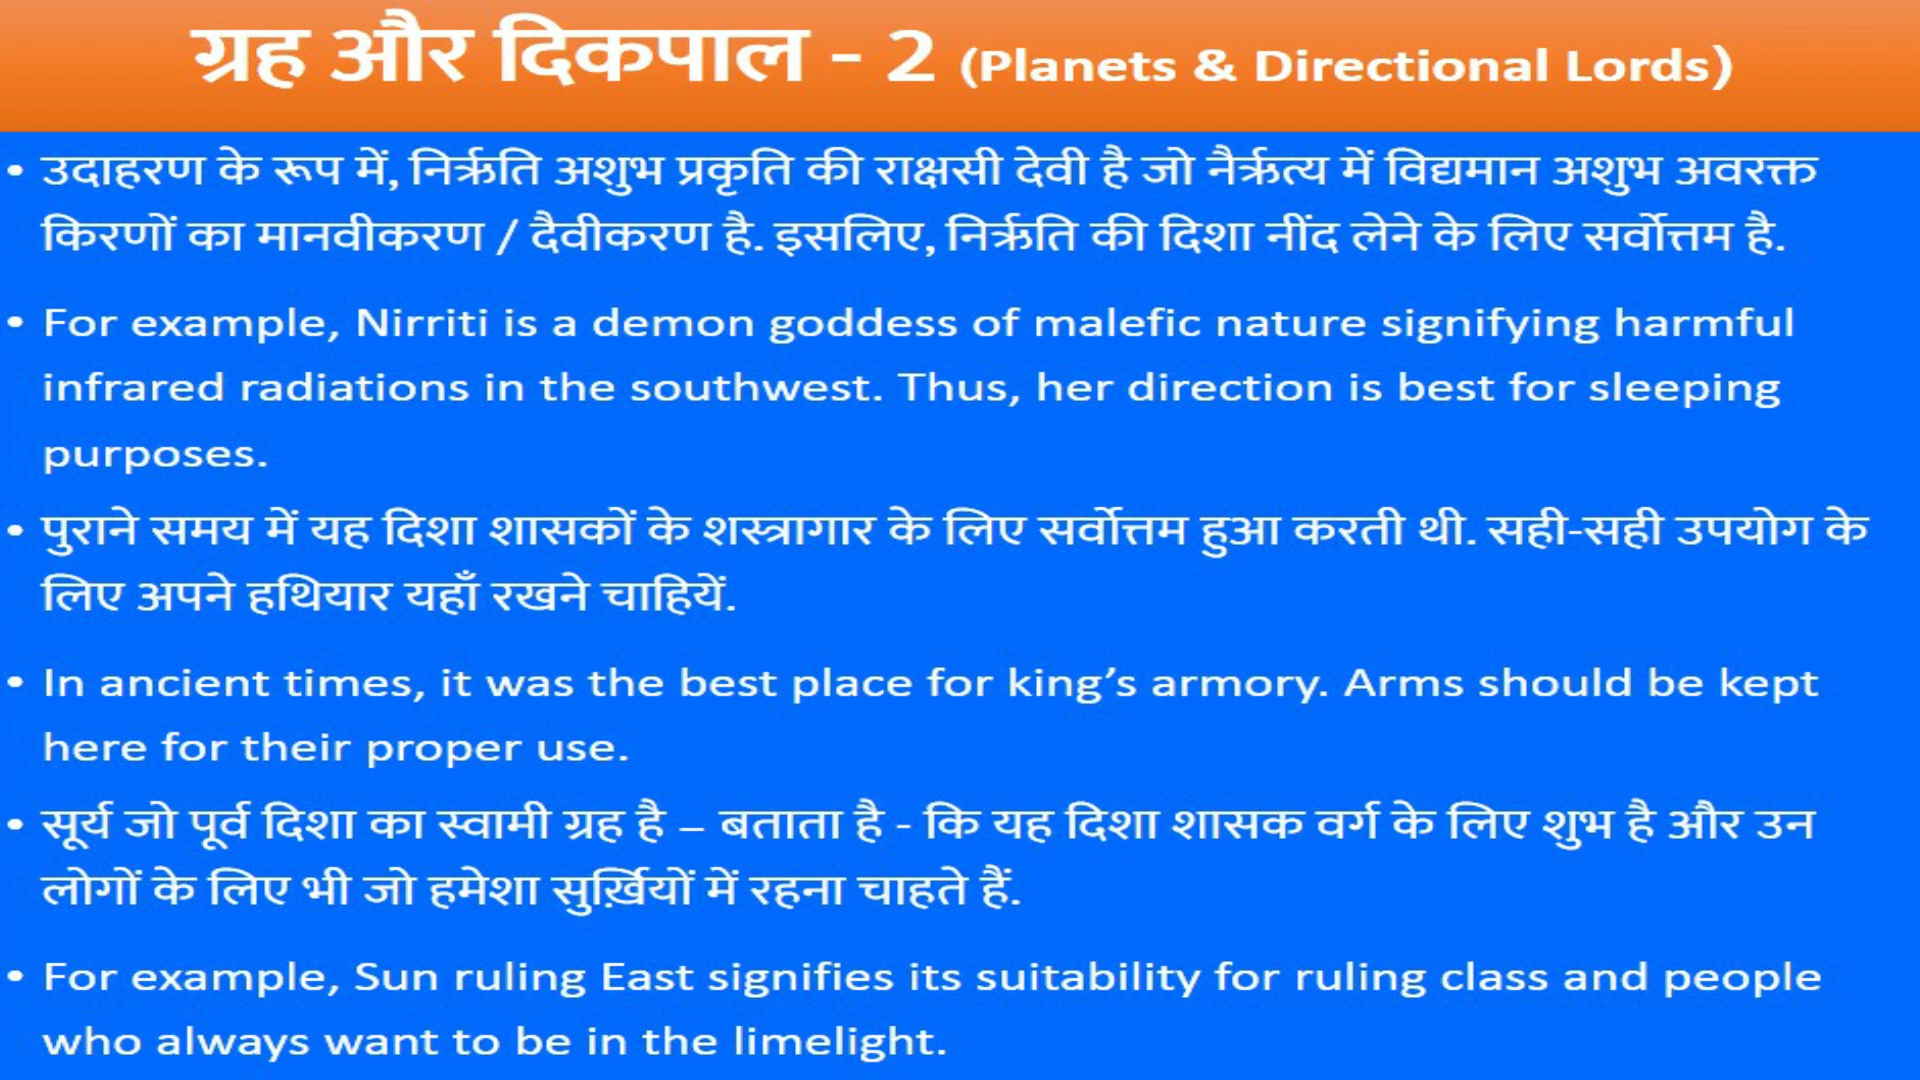 ग्रह और दिकपाल - 2 (Planets & Directional Lords)
• उदाहरण के रूप में, निर्ऋति अशुभ प्रकृति की राक्षसी देवी है जो नैर्ऋत्य में विद्यमान अशुभ अवरक्त
किरणों का मानवीकरण / दैवीकरण है. इसलिए, निर्ऋति की दिशा नींद लेने के लिए सर्वोत्तम है.
• For example, Nirriti is a demon goddess of malefic nature signifying harmful
infrared radiations in the southwest. Thus, her direction is best for sleeping
purposes.
• पुराने समय में यह दिशा शासकों के शस्त्रागार के लिए सर्वोत्तम हुआ करती थी. सही-सही उपयोग के
लिए अपने हथियार यहाँ रखने चाहियें.
• In ancient times, it was the best place for king’s armory. Arms should be kept
here for their proper use.
• सूर्य जो पूर्व दिशा का स्वामी ग्रह है – बताता है - कि यह दिशा शासक वर्ग के लिए शुभ है और उन
लोगों के लिए भी जो हमेशा सुर्ख़ियों में रहना चाहते हैं.
• For example, Sun ruling East signifies its suitability for ruling class and people
who always want to be in the limelight.